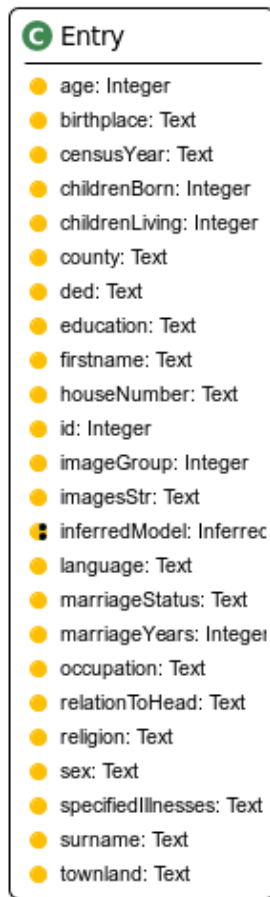 C Entry
age: Integer
birthplace: Text
censusYear: Text
childrenBorn: Integer
childrenLiving: Integer
county: Text
ded: Text
education: Text
firstname: Text
houseNumber: Text
id: Integer
imageGroup: Integer
imagesStr: Text
inferredModel: Inferrec
language: Text
marriageStatus: Text
marriageYears: Integer
occupation: Text
relationToHead: Text
religion: Text
sex: Text
specifiedIllnesses: Text
surname: Text
townland: Text